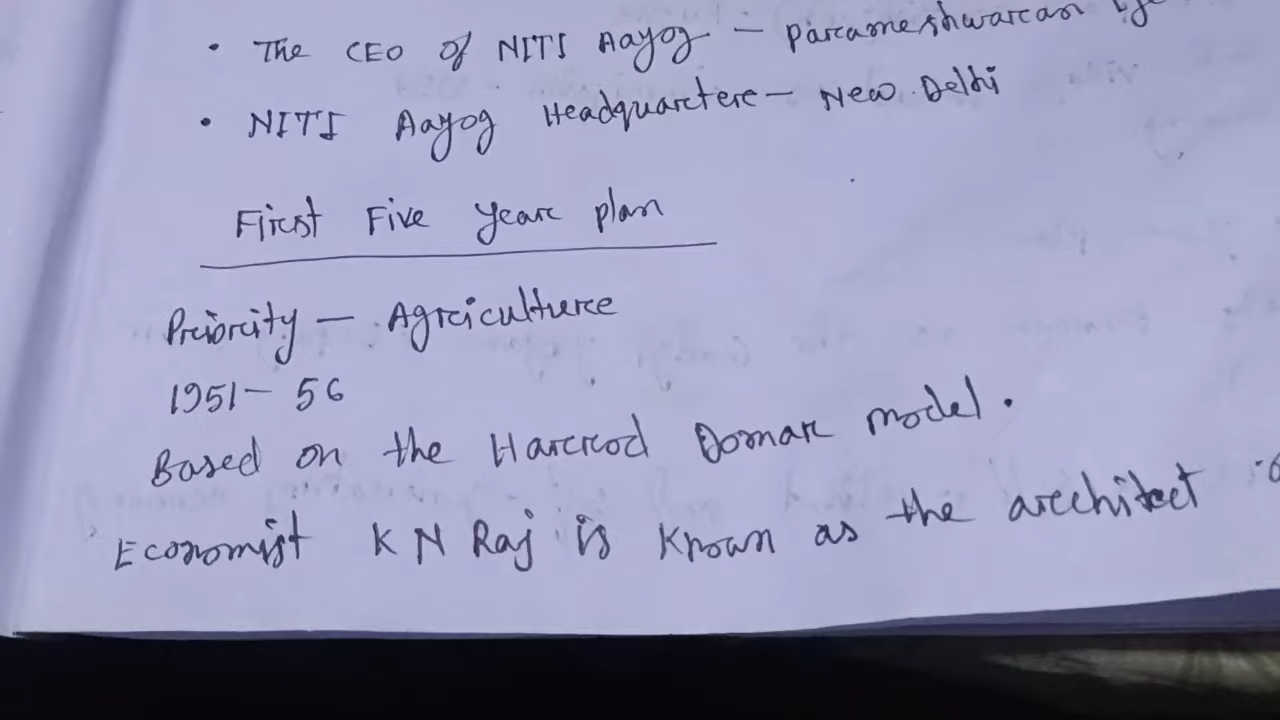 • The CEO of NITI Aayog - Parameshwaran
• NITI Aayog Headquarters - New Delhi
First Five Year plan
Priority - Agriculture
1951 - 56
Based on the Harrod Domar model.
Economist K N Raj is known as the architect